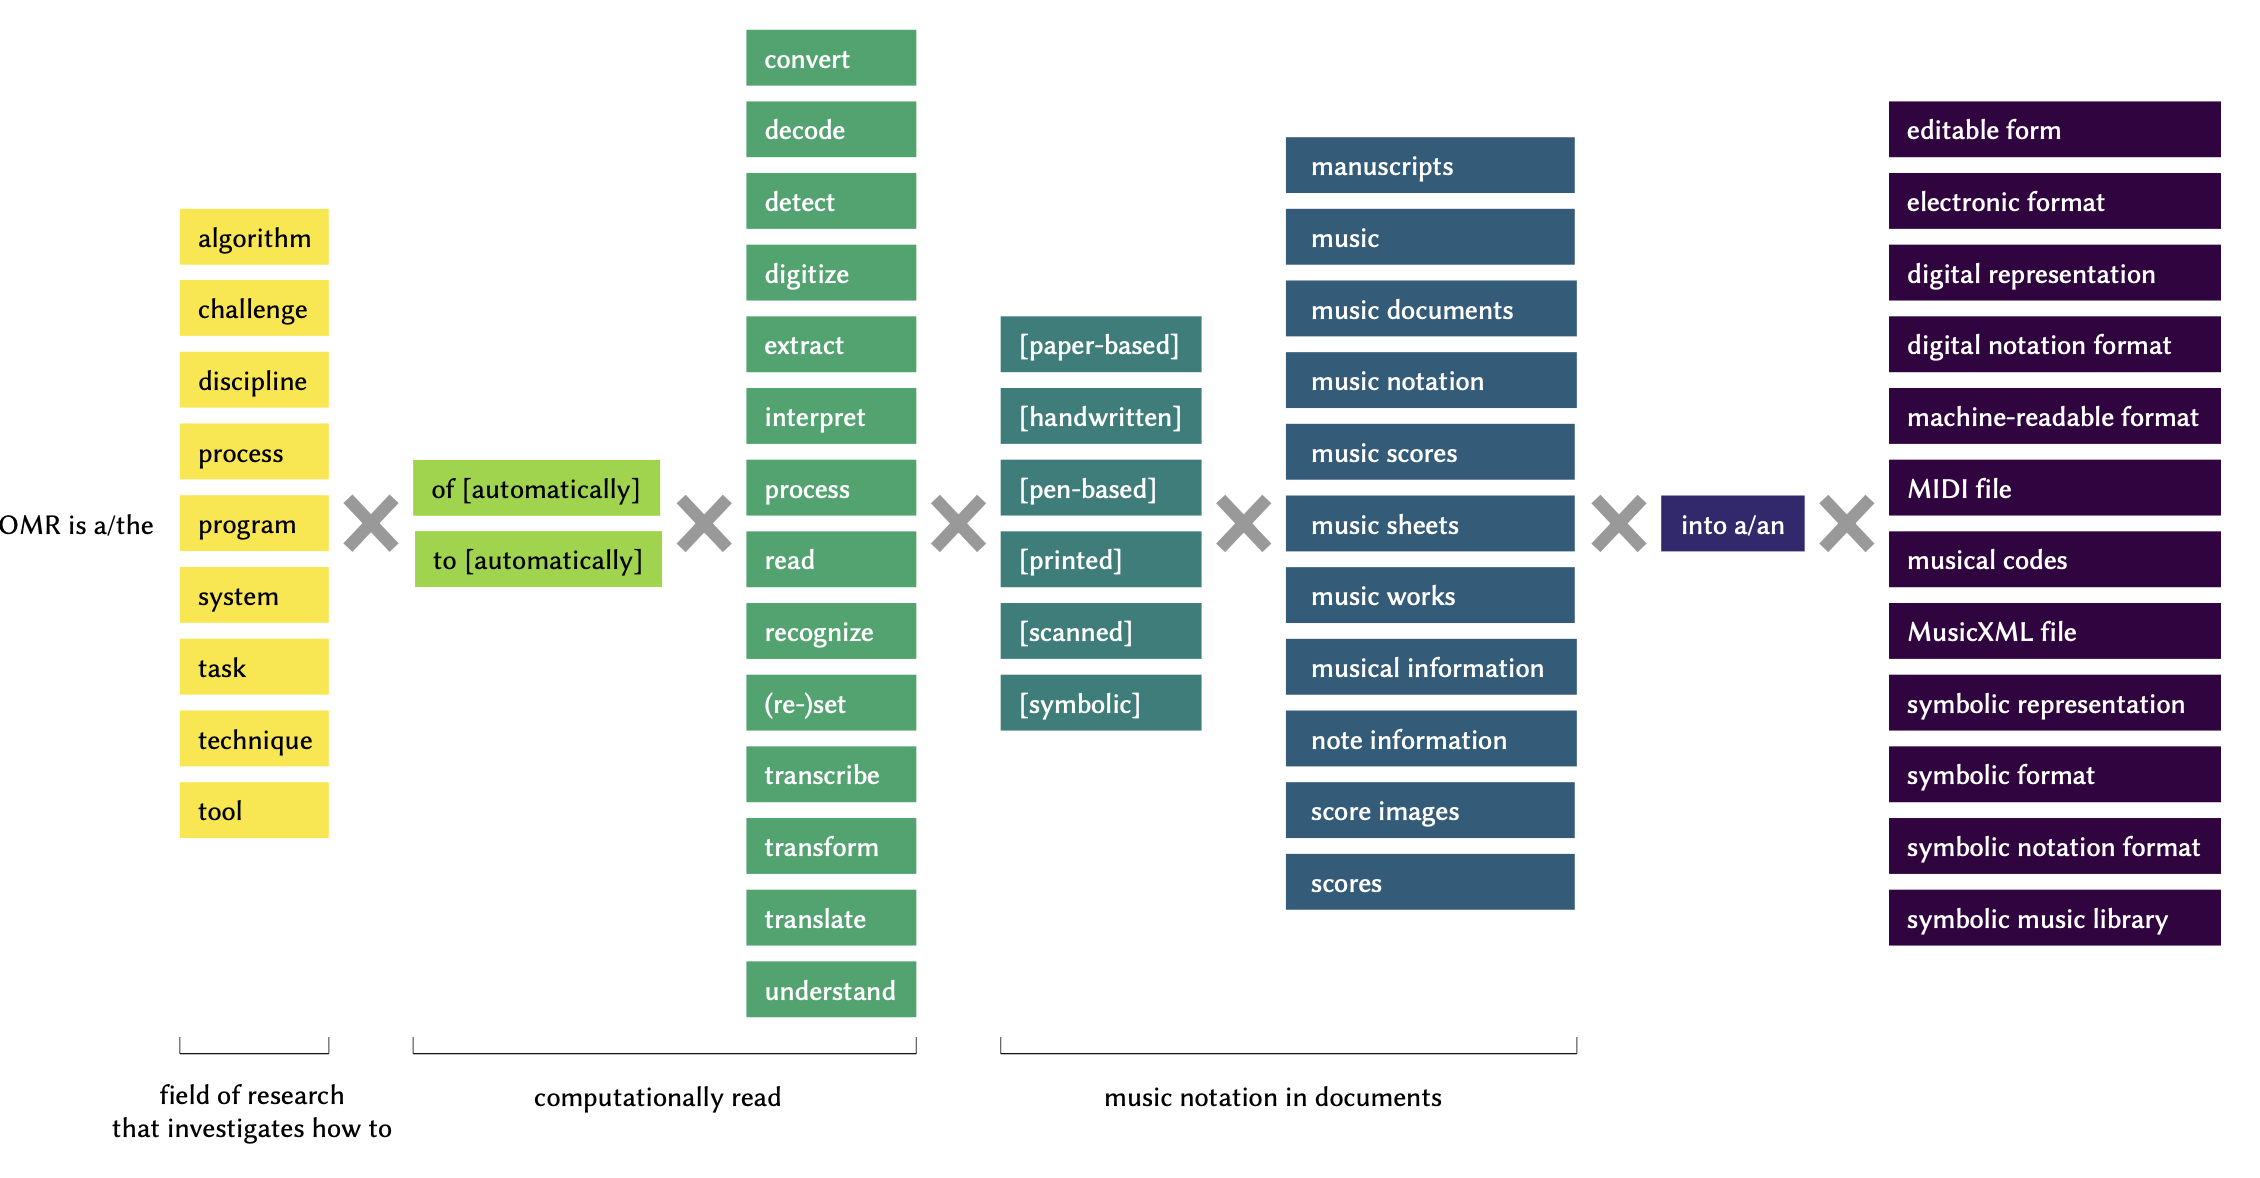 OMR is a/the
algorithm
challenge
discipline
process
program
system
task
technique
tool
of [automatically]
to [automatically]
convert
decode
detect
digitize
extract
interpret
process
read
recognize
(re-)set
transcribe
transform
translate
understand
[paper-based]
[handwritten]
[pen-based]
[printed]
[scanned]
[symbolic]
manuscripts
music
music documents
music notation
music scores
music sheets
music works
musical information
note information
score images
scores
into a/an
editable form
electronic format
digital representation
digital notation format
machine-readable format
MIDI file
musical codes
MusicXML file
symbolic representation
symbolic format
symbolic notation format
symbolic music library
field of research
that investigates how to
computationally read
music notation in documents